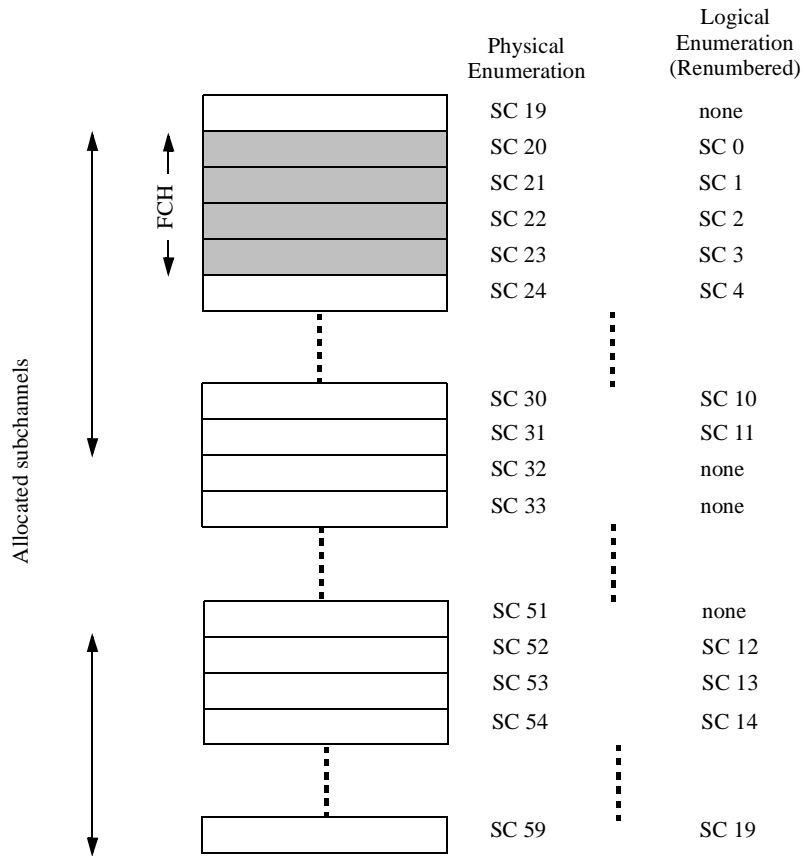 Physical
Enumeration
Logical
Enumeration
(Renumbered)
SC 19 none
SC 20 SC 0
SC 21 SC 1
SC 22 SC 2
SC 23 SC 3
SC 24 SC 4
FCH
SC 30 SC 10
SC 31 SC 11
SC 32 none
SC 33 none
Allocated subchannels
SC 51 none
SC 52 SC 12
SC 53 SC 13
SC 54 SC 14
SC 59 SC 19